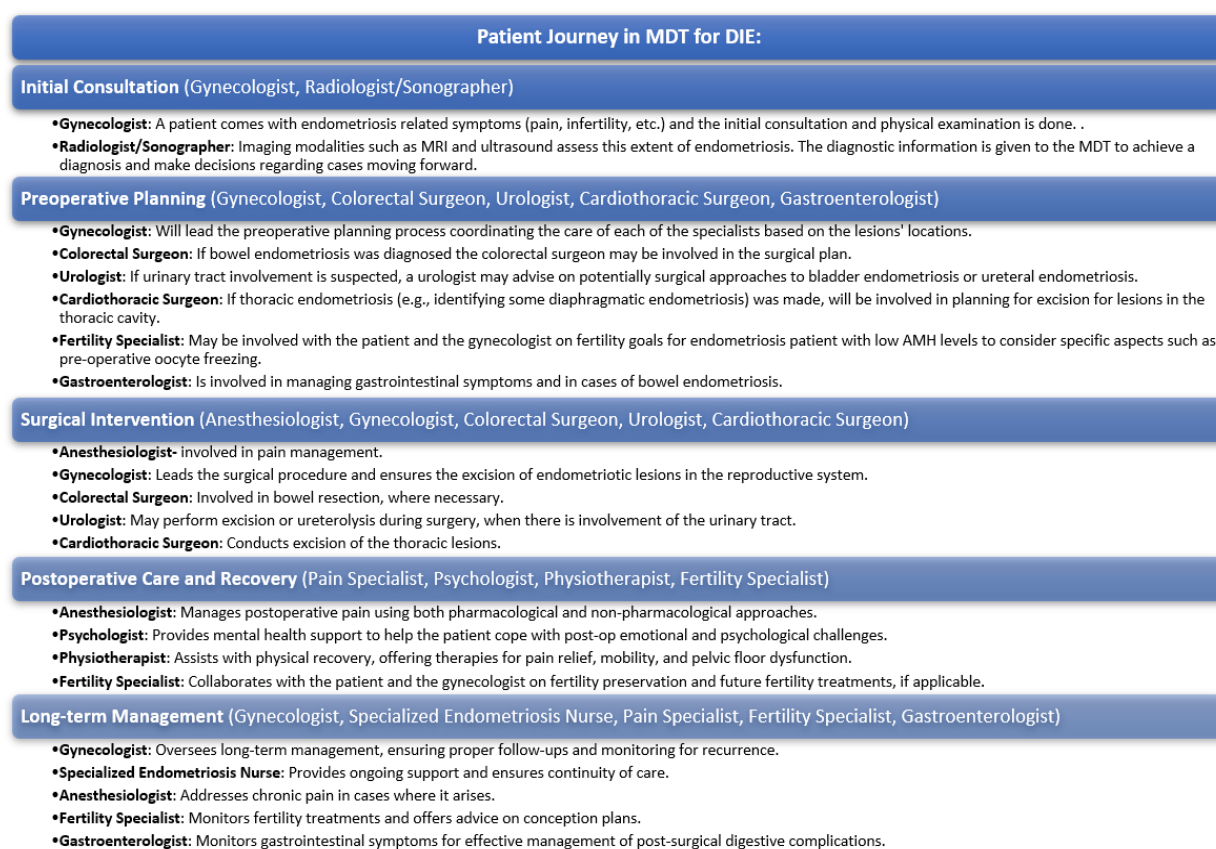 Patient Journey in MDT for DIE:
Initial Consultation (Gynecologist, Radiologist/Sonographer)
•Gynecologist: A patient comes with endometriosis related symptoms (pain, infertility, etc.) and the initial consultation and physical examination is done. .
•Radiologist/Sonographer: Imaging modalities such as MRI and ultrasound assess this extent of endometriosis. The diagnostic information is given to the MDT to achieve a
diagnosis and make decisions regarding cases moving forward.
Preoperative Planning (Gynecologist, Colorectal Surgeon, Urologist, Cardiothoracic Surgeon, Gastroenterologist)
•Gynecologist: Will lead the preoperative planning process coordinating the care of each of the specialists based on the lesions' locations.
•Colorectal Surgeon: If bowel endometriosis was diagnosed the colorectal surgeon may be involved in the surgical plan.
•Urologist: If urinary tract involvement is suspected, a urologist may advise on potentially surgical approaches to bladder endometriosis or ureteral endometriosis.
•Cardiothoracic Surgeon: If thoracic endometriosis (e.g., identifying some diaphragmatic endometriosis) was made, will be involved in planning for excision for lesions in the
thoracic cavity.
•Fertility Specialist: May be involved with the patient and the gynecologist on fertility goals for endometriosis patient with low AMH levels to consider specific aspects such as
pre-operative oocyte freezing.
•Gastroenterologist: Is involved in managing gastrointestinal symptoms and in cases of bowel endometriosis.
Surgical Intervention (Anesthesiologist, Gynecologist, Colorectal Surgeon, Urologist, Cardiothoracic Surgeon)
•Anesthesiologist- involved in pain management.
•Gynecologist: Leads the surgical procedure and ensures the excision of endometriotic lesions in the reproductive system.
•Colorectal Surgeon: Involved in bowel resection, where necessary.
•Urologist: May perform excision or ureterolysis during surgery, when there is involvement of the urinary tract.
•Cardiothoracic Surgeon: Conducts excision of the thoracic lesions.
Postoperative Care and Recovery (Pain Specialist, Psychologist, Physiotherapist, Fertility Specialist)
•Anesthesiologist: Manages postoperative pain using both pharmacological and non-pharmacological approaches.
•Psychologist: Provides mental health support to help the patient cope with post-op emotional and psychological challenges.
•Physiotherapist: Assists with physical recovery, offering therapies for pain relief, mobility, and pelvic floor dysfunction.
•Fertility Specialist: Collaborates with the patient and the gynecologist on fertility preservation and future fertility treatments, if applicable.
Long-term Management (Gynecologist, Specialized Endometriosis Nurse, Pain Specialist, Fertility Specialist, Gastroenterologist)
•Gynecologist: Oversees long-term management, ensuring proper follow-ups and monitoring for recurrence.
•Specialized Endometriosis Nurse: Provides ongoing support and ensures continuity of care.
•Anesthesiologist: Addresses chronic pain in cases where it arises.
•Fertility Specialist: Monitors fertility treatments and offers advice on conception plans.
•Gastroenterologist: Monitors gastrointestinal symptoms for effective management of post-surgical digestive complications.